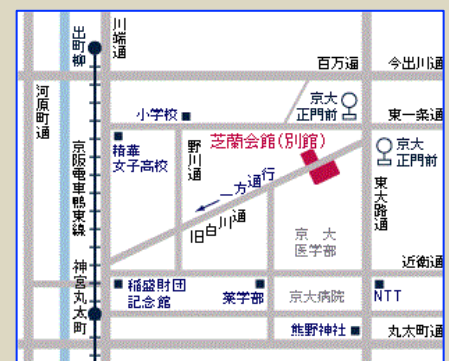 出町柳
川端通
百万通
今出川通
河原町通
京大
正門前
小学校
東一条通
精華
女子高校
野川通
芝蘭会館(別館)
京大
正門前
京阪電車鴨東線
一方通行
旧白川通
東大路通
京大
医学部
近衛通
神宮丸太町
稲盛財団
記念館
薬学部
京大病院
NTT
熊野神社
丸太町通